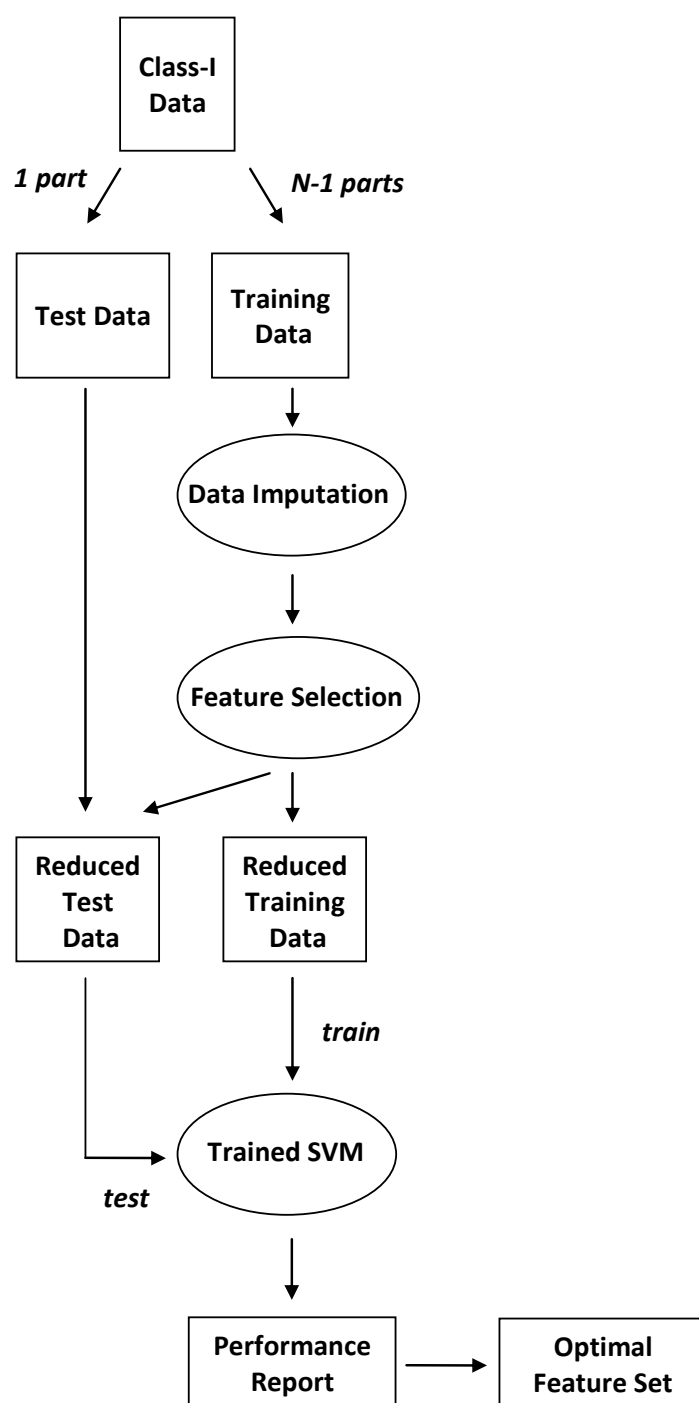 Class-I
Data
1 part
N-1 parts
Test Data
Training
Data
Data Imputation
Feature Selection
Reduced
Test
Data
Reduced
Training
Data
train
Trained SVM
test
Performance
Report
Optimal
Feature Set